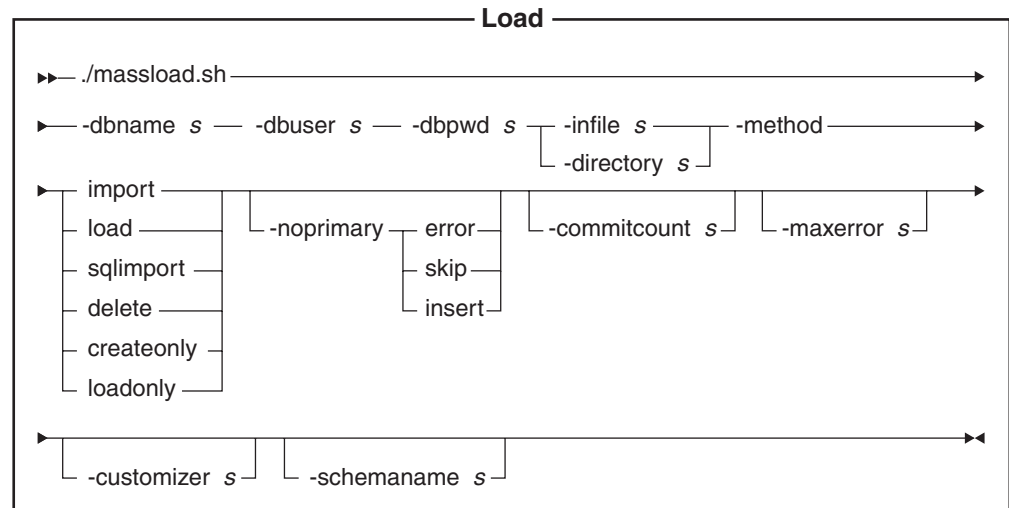 Load
./massload.sh
-dbname s -dbuser s -dbpwd s -infile s -method
-directory s
import
load -noprimary error -commitcount s -maxerror s
sqlimport skip
delete insert
createonly
loadonly
-customizer s -schemaname s